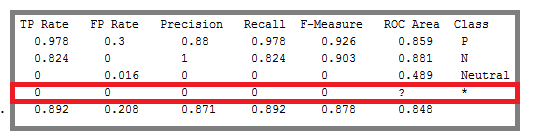 TP Rate FP Rate Precision Recall F-Measure ROC Area Class
0.978 0.3 0.88 0.978 0.926 0.859 P
0.824 0 1 0.824 0.903 0.881 N
0 0.016 0 0 0 0.489 Neutral
0 0 0 0 0 ? *
. 0.892 0.208 0.871 0.892 0.878 0.848